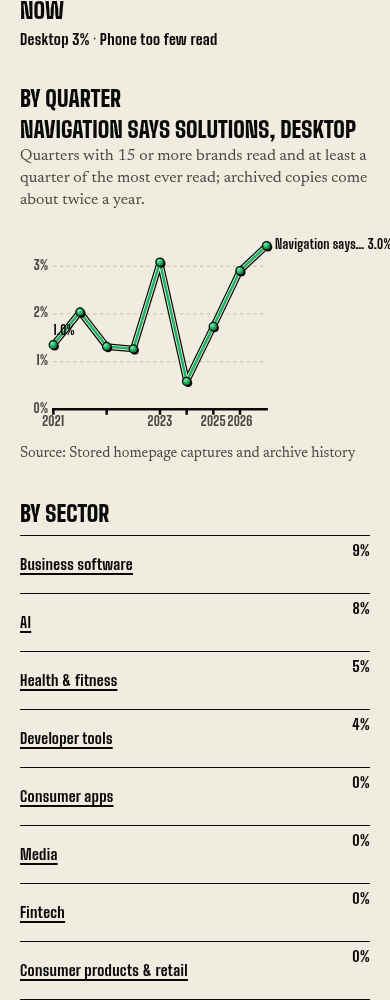 NOW
Desktop 3% · Phone too few read
BY QUARTER
NAVIGATION SAYS SOLUTIONS, DESKTOP
Quarters with 15 or more brands read and at least a
quarter of the most ever read; archived copies come
about twice a year.
Navigation says… 3.0%
3%
2%
1.0%
1%
0%
2021 2023 2025 2026
Source: Stored homepage captures and archive history
BY SECTOR
9%
Business software
8%
AI
5%
Health & fitness
4%
Developer tools
0%
Consumer apps
0%
Media
0%
Fintech
0%
Consumer products & retail